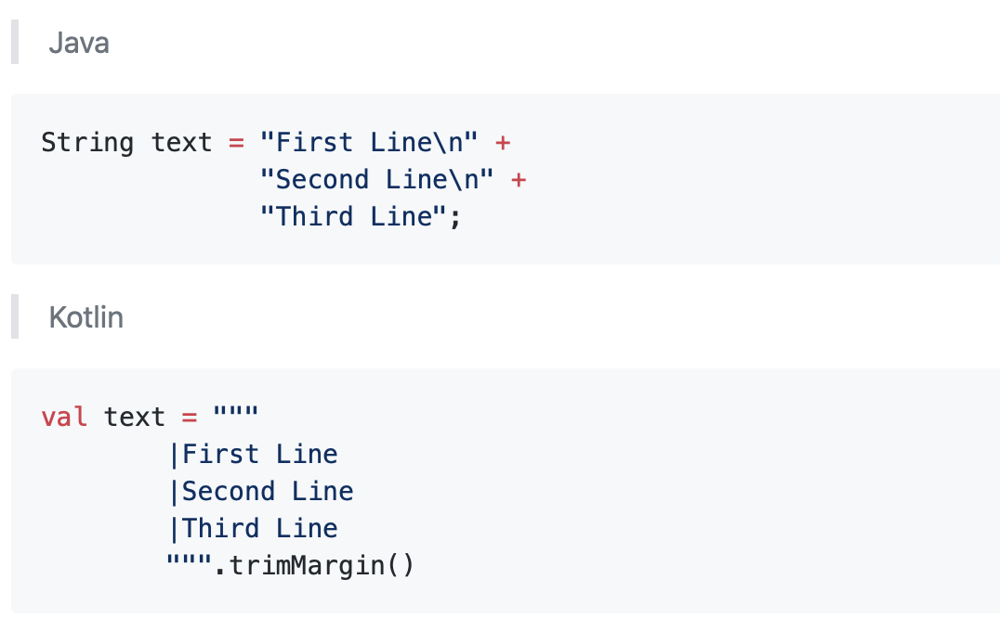 Java
String text = "First Line\n" +
"Second Line\n" +
"Third Line";
Kotlin
val text = """
|First Line
|Second Line
|Third Line
""".trimMargin()